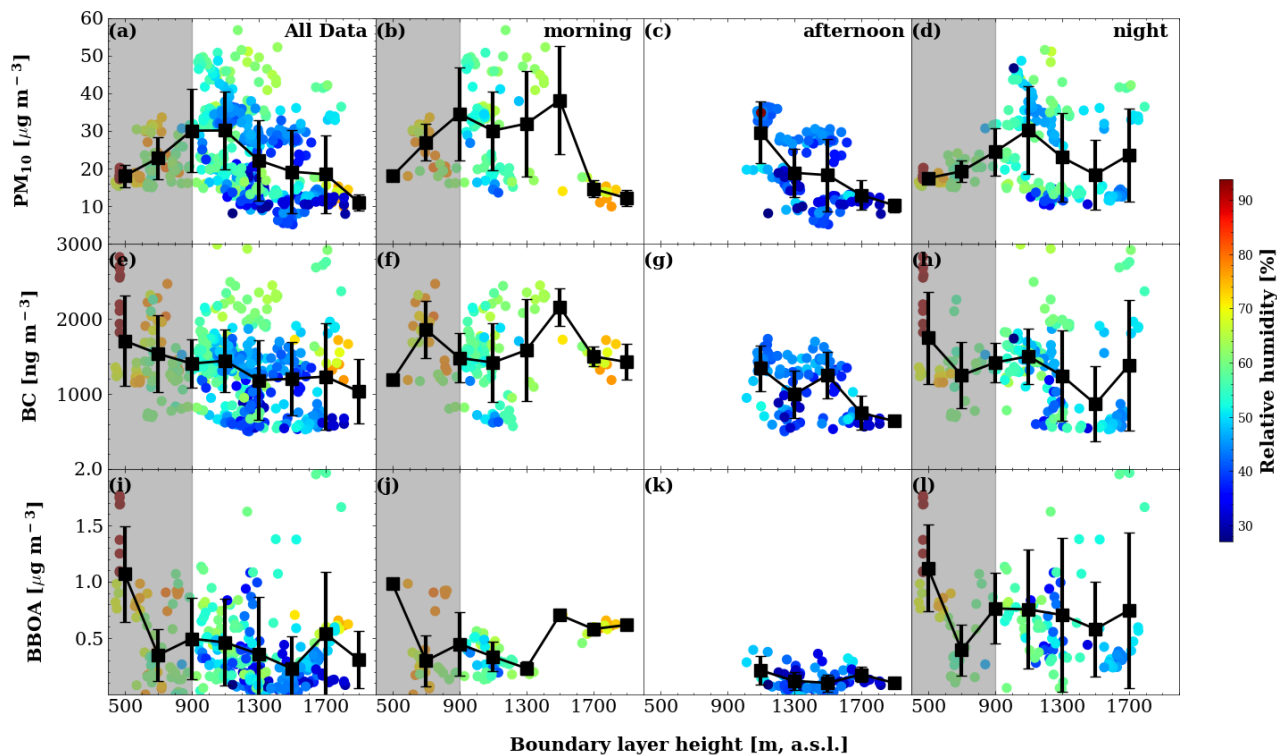 (a) All Data
(b) morning
(c) afternoon
(d) night
60
50
40
30
20
10
PM10 [μg m−3]
(e)
(f)
(g)
(h)
3000
2000
1000
BC [ng m−3]
(i)
(j)
(k)
(l)
2.0
1.5
1.0
0.5
BBOA [μg m−3]
500 900 1300 1700 500 900 1300 1700 500 900 1300 1700 500 900 1300 1700
Boundary layer height [m, a.s.l.]
90
80
70
60
50
40
30
Relative humidity [%]